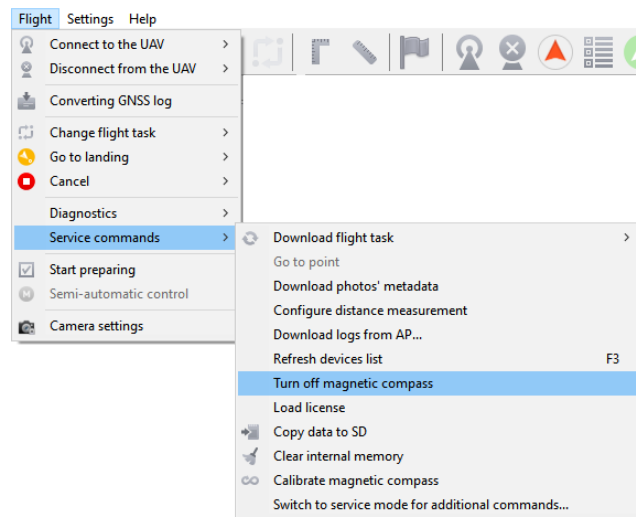 Flight Settings Help
Connect to the UAV
Disconnect from the UAV
Converting GNSS log
Change flight task
Go to landing
Cancel
Diagnostics
Service commands
Start preparing
Semi-automatic control
Camera settings
Download flight task
Go to point
Download photos' metadata
Configure distance measurement
Download logs from AP...
Refresh devices list F3
Turn off magnetic compass
Load license
Copy data to SD
Clear internal memory
Calibrate magnetic compass
Switch to service mode for additional commands...